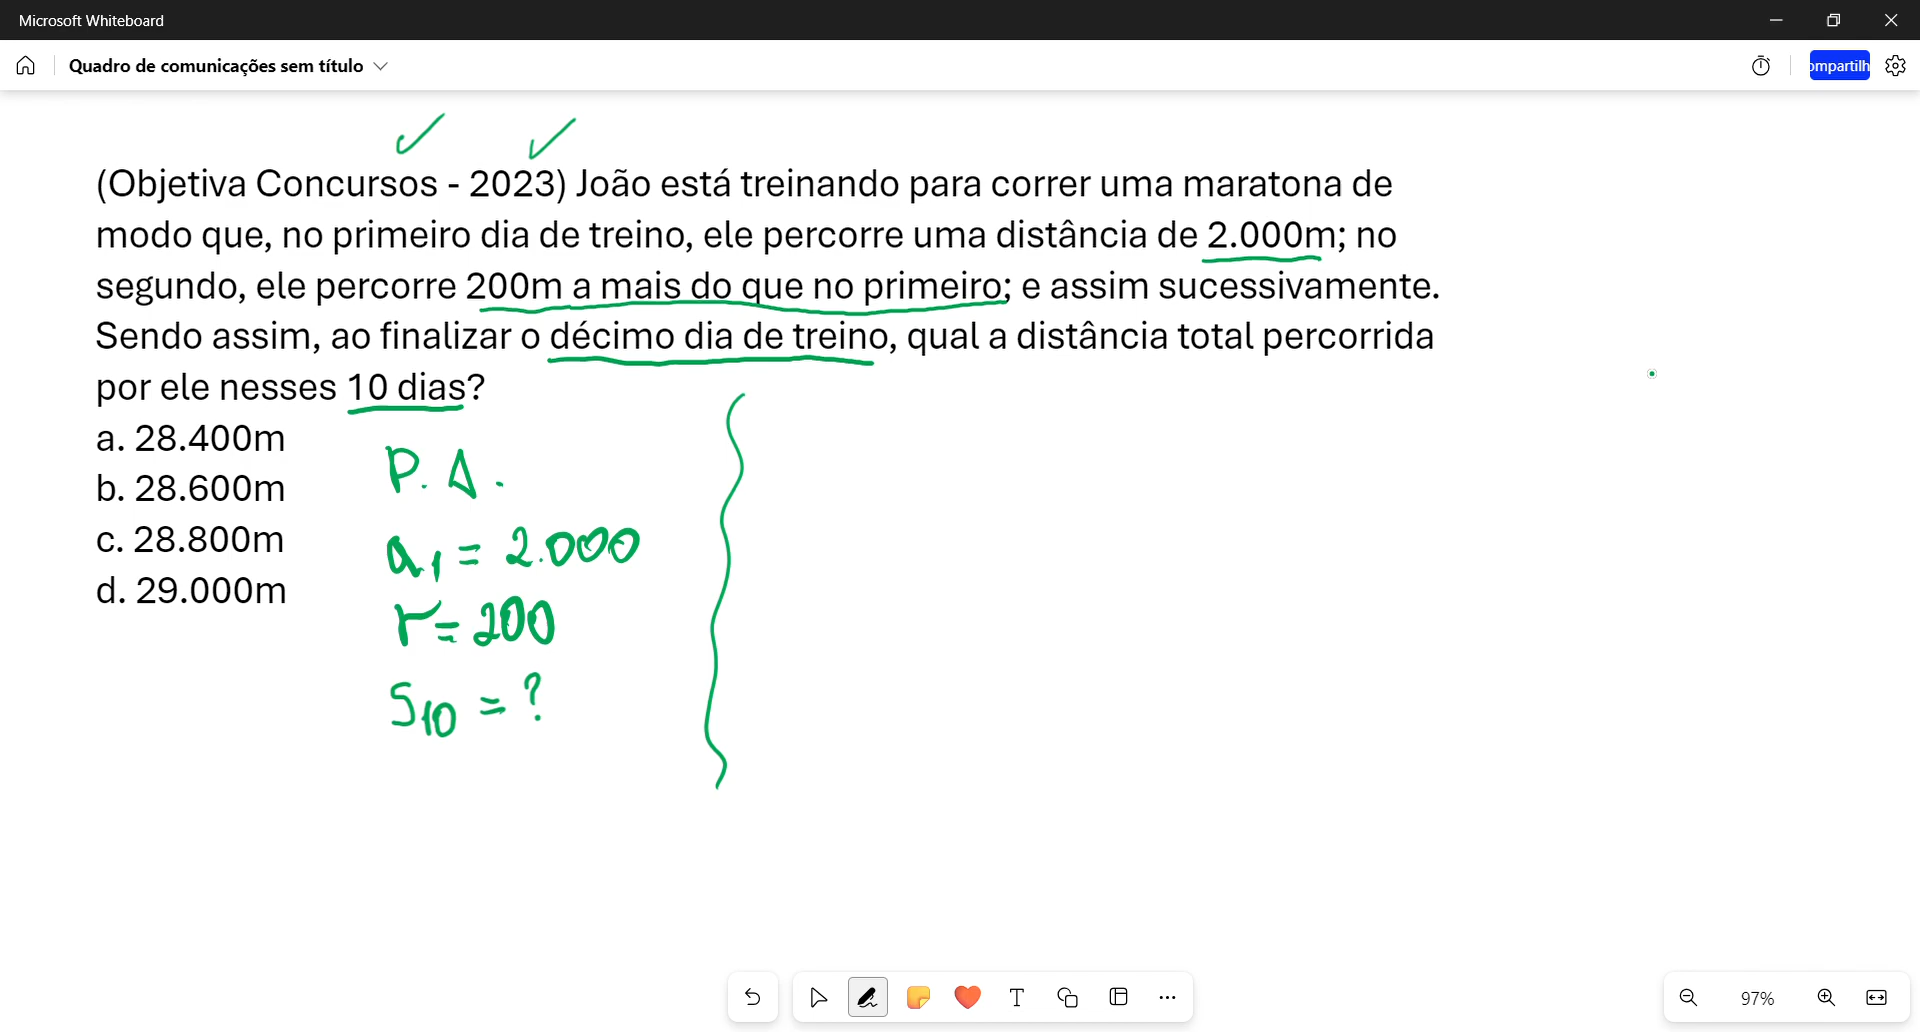 Microsoft Whiteboard
Quadro de comunicações sem título
ompartilh
(Objetiva Concursos - 2023) João está treinando para correr uma maratona de
modo que, no primeiro dia de treino, ele percorre uma distância de 2.000m; no
segundo, ele percorre 200m a mais do que no primeiro; e assim sucessivamente.
Sendo assim, ao finalizar o décimo dia de treino, qual a distância total percorrida
por ele nesses 10 dias?
a. 28.400m
b. 28.600m
c. 28.800m
d. 29.000m
P.A.
a₁ = 2.000
r = 200
S₁₀ = ?
97%